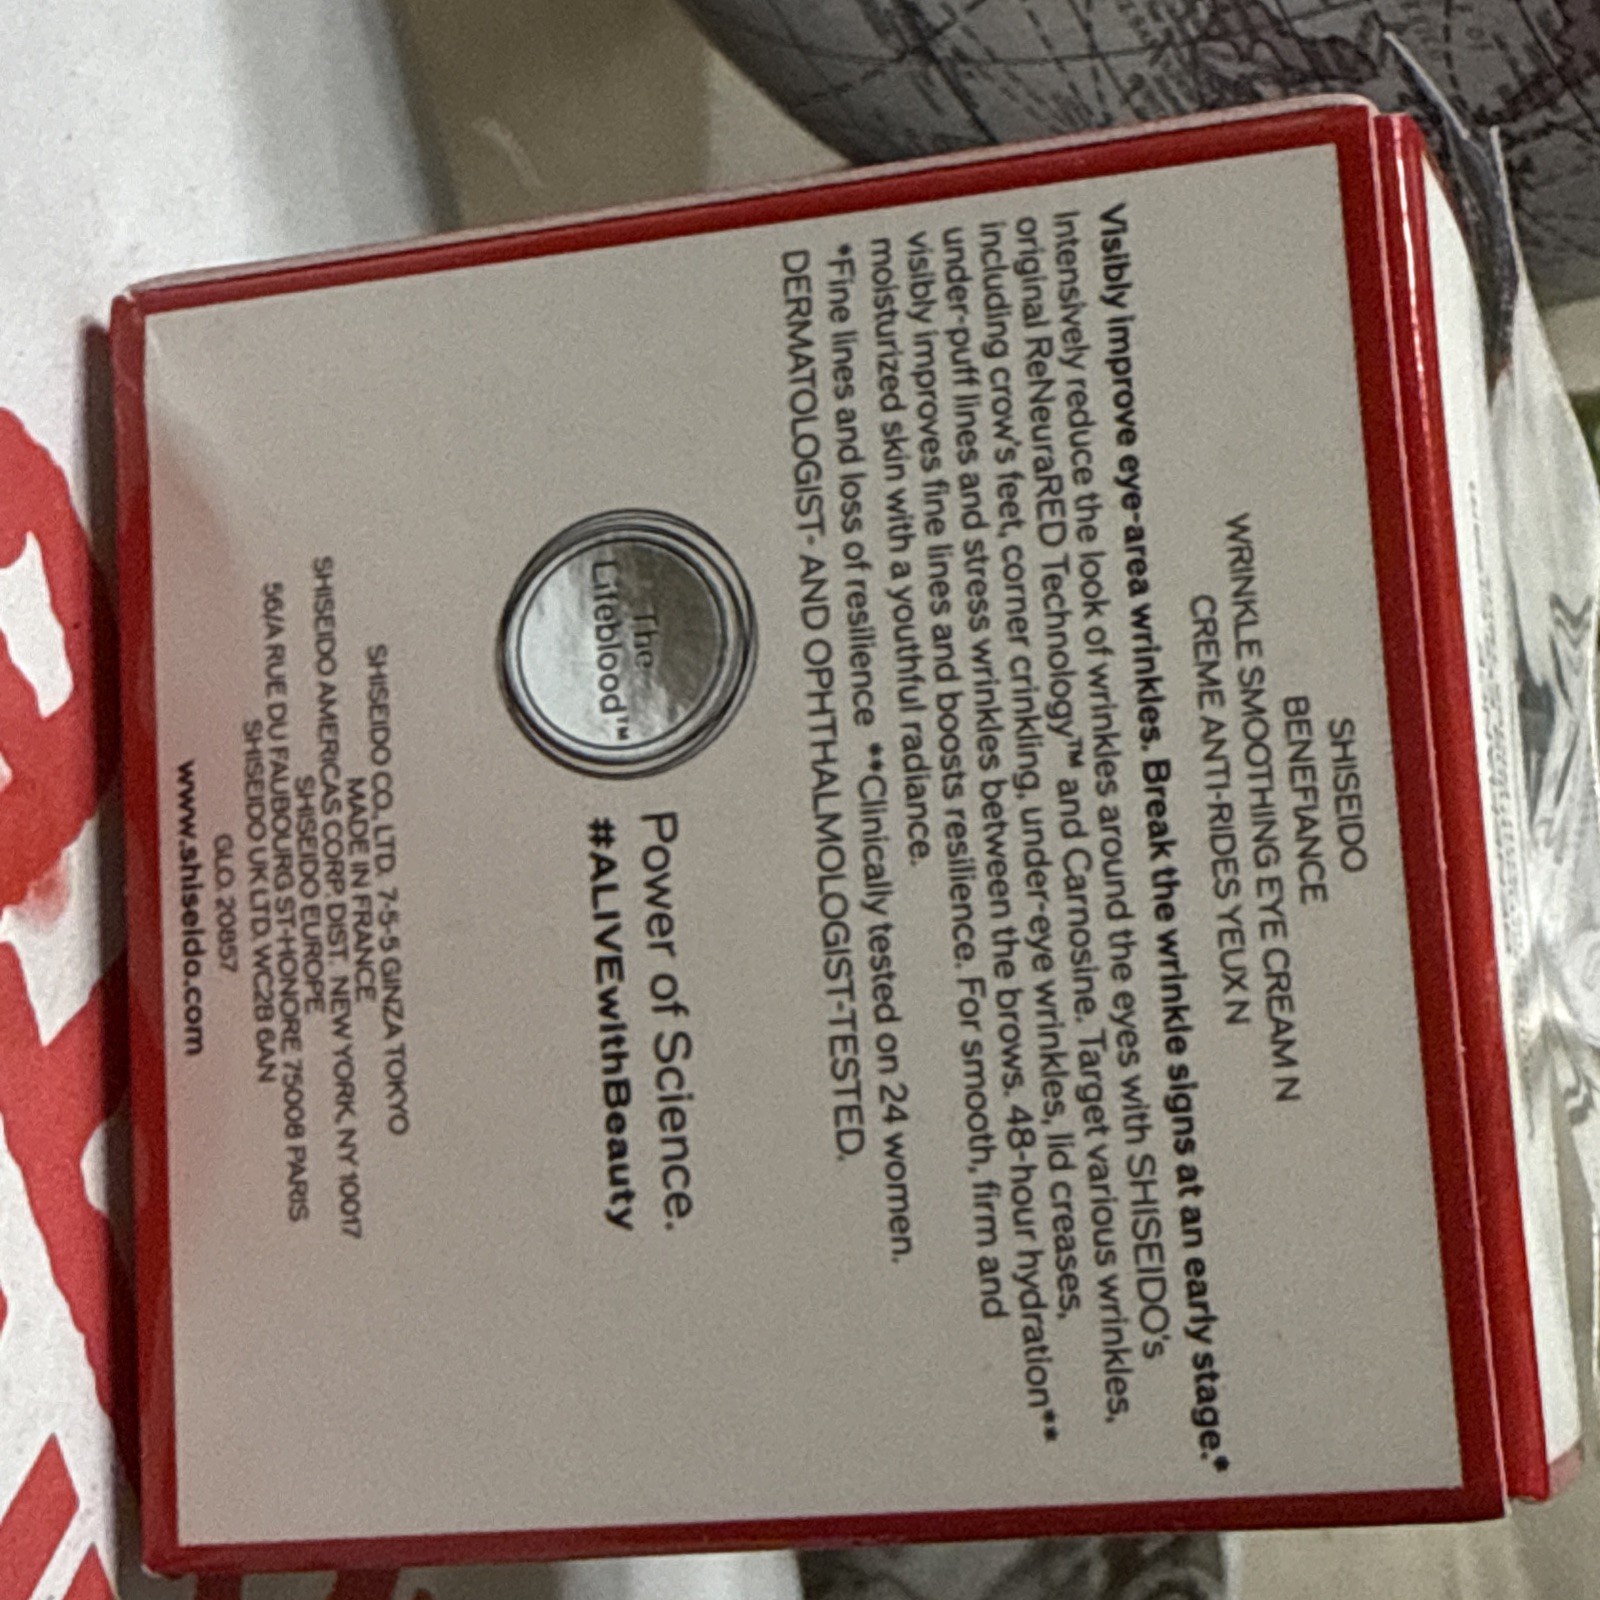 SHISEIDO
BENEFIANCE
WRINKLE SMOOTHING EYE CREAM N
CREME ANTI-RIDES YEUX N
Visibly improve eye-area wrinkles. Break the wrinkle signs at an early stage.*
Intensively reduce the look of wrinkles around the eyes with SHISEIDO's
original ReNeuraRED Technology™ and Carnosine. Target various wrinkles,
including crow's feet, corner crinkling, under-eye wrinkles, lid creases,
under-puff lines and stress wrinkles between the brows. 48-hour hydration**
visibly improves fine lines and boosts resilience. For smooth, firm and
moisturized skin with a youthful radiance.
*Fine lines and loss of resilience **Clinically tested on 24 women.
DERMATOLOGIST- AND OPHTHALMOLOGIST-TESTED.
The
Lifeblood™
Power of Science.
#ALIVEwithBeauty
SHISEIDO CO., LTD. 7-5-5 GINZA TOKYO
MADE IN FRANCE
SHISEIDO AMERICAS CORP. DIST. NEW YORK, NY 10017
SHISEIDO EUROPE
56/A RUE DU FAUBOURG ST-HONORE 75008 PARIS
SHISEIDO UK LTD. WC2B 6AN
GLO. 20857
www.shiseido.com